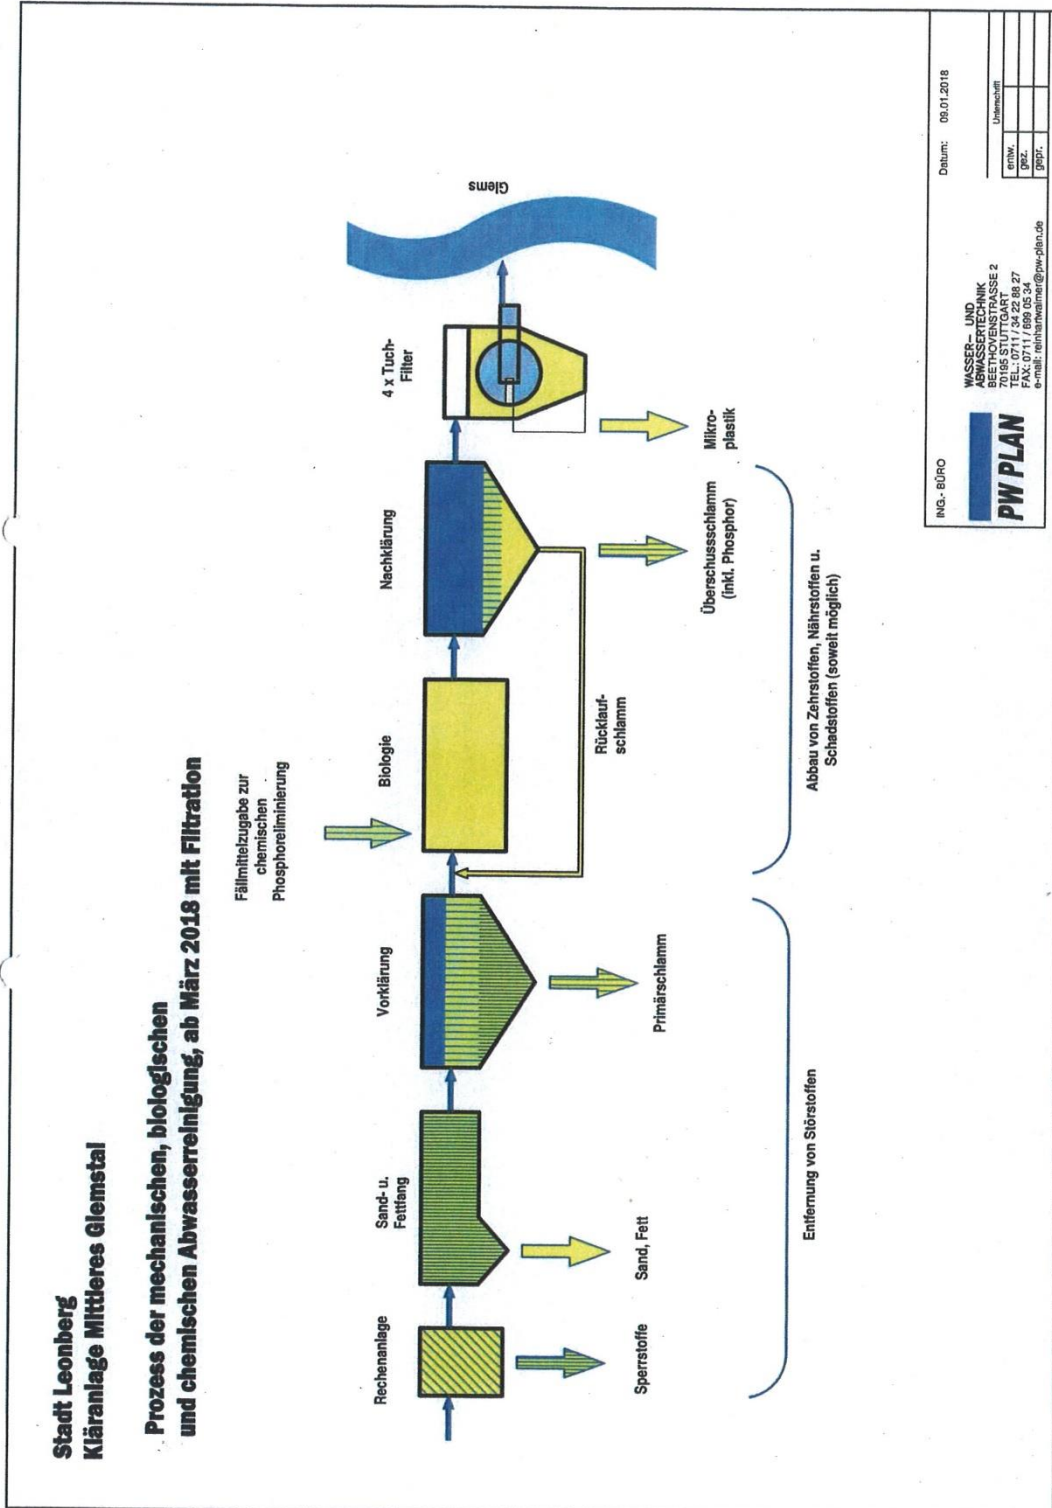 Stadt Leonberg
Kläranlage Mittleres Glemstal
Prozess der mechanischen, biologischen
und chemischen Abwasserreinigung, ab März 2018 mit Filtration
Fällmittelzugabe zur
chemischen
Phosphoreliminierung
Rechenanlage
Sand- u.
Fettfang
Vorklärung
Biologie
Nachklärung
4 x Tuch-
Filter
Glems
Sperrstoffe
Sand, Fett
Primärschlamm
Rücklauf-
schlamm
Überschussschlamm
(inkl. Phosphor)
Mikro-
plastik
Entfernung von Störstoffen
Abbau von Zehrstoffen, Nährstoffen u.
Schadstoffen (soweit möglich)
ING.- BÜRO
PW PLAN
WASSER- UND
ABWASSERTECHNIK
BEETHOVENSTRASSE 2
70195 STUTTGART
TEL.: 0711 / 34 22 88 27
FAX: 0711 / 699 05 34
e-mail: reinhartwalmer@pw-plan.de
Datum: 09.01.2018
Unterschrift
entw.
gez.
gepr.